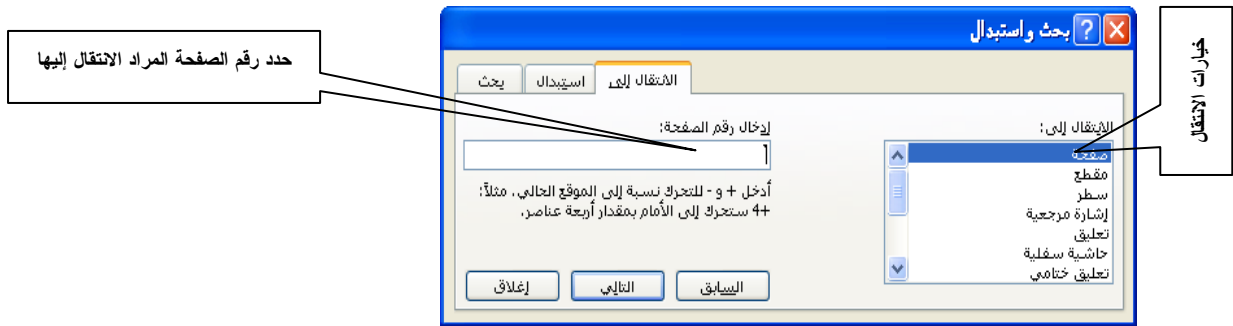 بحث و استبدال
خيارات الانتقال
حدد رقم الصفحة المراد الانتقال إليها
بحث
استبدال
الانتقال إلى
الانتقال إلى:
صفحة
مقطع
سطر
إشارة مرجعية
تعليق
حاشية سفلية
تعليق ختامي
إدخال رقم الصفحة:
أدخل + و - للتحرك نسبة إلى الموقع الحالي. مثلاً:
+4 ستحرك إلى الأمام بمقدار أربعة عناصر.
السابق
التالي
إغلاق